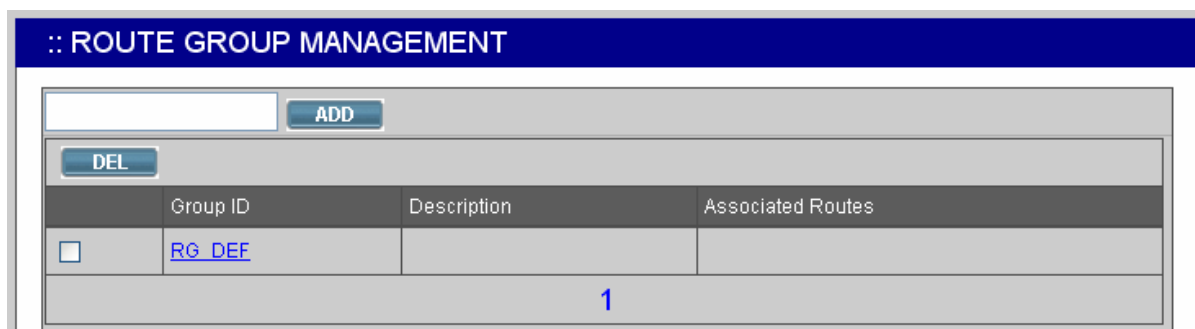 :: ROUTE GROUP MANAGEMENT
ADD
DEL
Group ID Description Associated Routes
RG_DEF
1